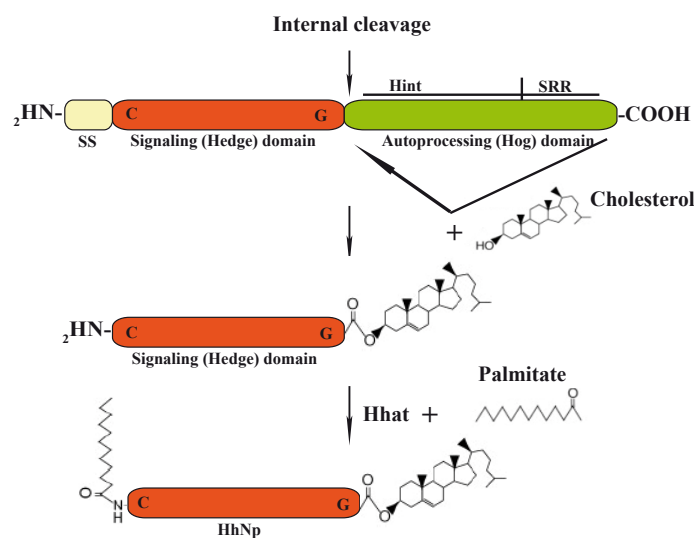 Internal cleavage
Hint SRR
₂HN- C G -COOH
SS Signaling (Hedge) domain Autoprocessing (Hog) domain
Cholesterol
+
HO
O
O
₂HN- C G
Signaling (Hedge) domain
Palmitate
Hhat +
O
O
O
N
H
C G
O
HhNp